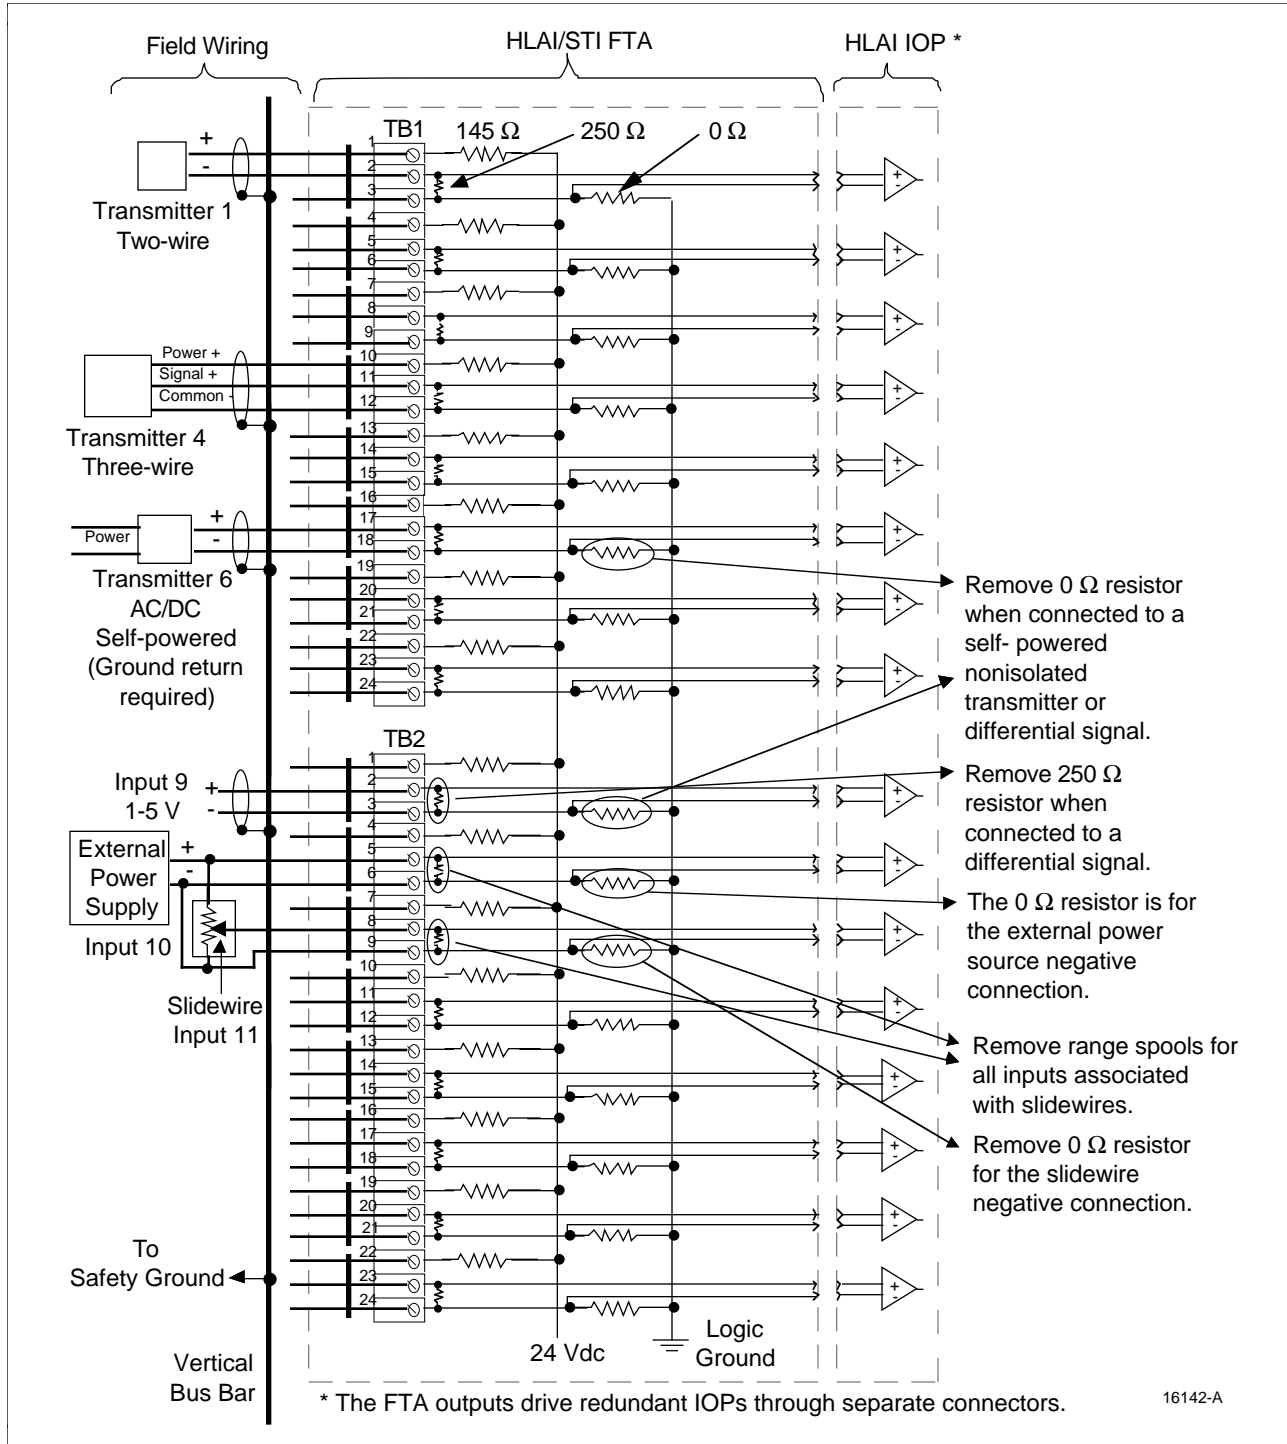 Field Wiring
HLAI/STI FTA
HLAI IOP *
TB1
145 Ω
250 Ω
0 Ω
+
-
Transmitter 1
Two-wire
1
2
3
4
5
6
7
8
9
10
11
12
13
14
15
16
17
18
19
20
21
22
23
24
Power +
Signal +
Common -
Transmitter 4
Three-wire
Power
+
-
Transmitter 6
AC/DC
Self-powered
(Ground return
required)
Remove 0 Ω resistor
when connected to a
self- powered
nonisolated
transmitter or
differential signal.
TB2
1
2
3
4
5
6
7
8
9
10
11
12
13
14
15
16
17
18
19
20
21
22
23
24
Input 9
1-5 V
+
-
External
Power
Supply
+
-
Input 10
Slidewire
Input 11
Remove 250 Ω
resistor when
connected to a
differential signal.
The 0 Ω resistor is for
the external power
source negative
connection.
Remove range spools for
all inputs associated
with slidewires.
Remove 0 Ω resistor
for the slidewire
negative connection.
+
-
+
-
+
-
+
-
+
-
+
-
+
-
+
-
+
-
+
-
+
-
+
-
+
-
+
-
+
-
+
-
To
Safety Ground
Vertical
Bus Bar
24 Vdc
Logic
Ground
* The FTA outputs drive redundant IOPs through separate connectors.
16142-A